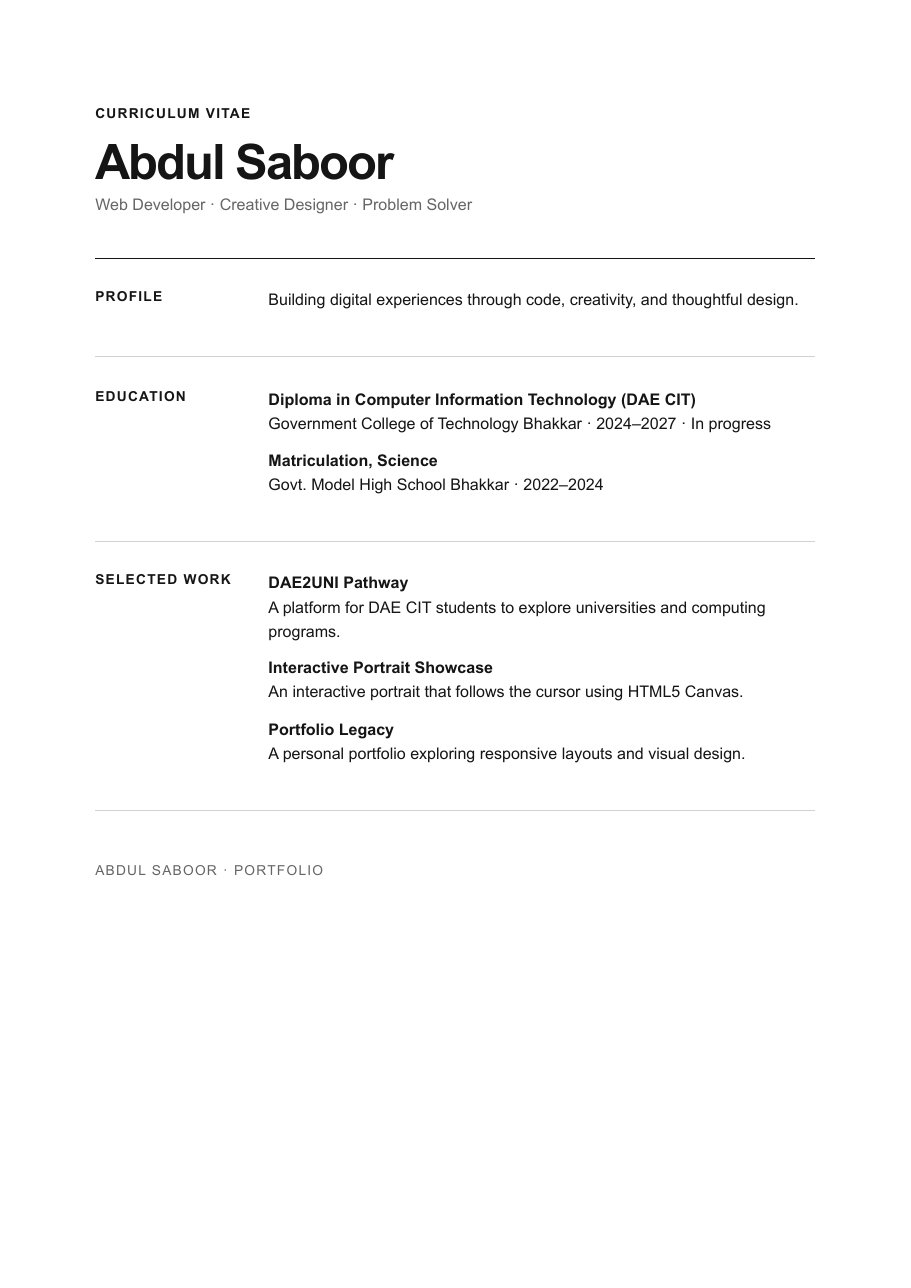 CURRICULUM VITAE
Abdul Saboor
Web Developer · Creative Designer · Problem Solver
PROFILE
Building digital experiences through code, creativity, and thoughtful design.
EDUCATION
Diploma in Computer Information Technology (DAE CIT)
Government College of Technology Bhakkar · 2024–2027 · In progress
Matriculation, Science
Govt. Model High School Bhakkar · 2022–2024
SELECTED WORK
DAE2UNI Pathway
A platform for DAE CIT students to explore universities and computing
programs.
Interactive Portrait Showcase
An interactive portrait that follows the cursor using HTML5 Canvas.
Portfolio Legacy
A personal portfolio exploring responsive layouts and visual design.
ABDUL SABOOR · PORTFOLIO